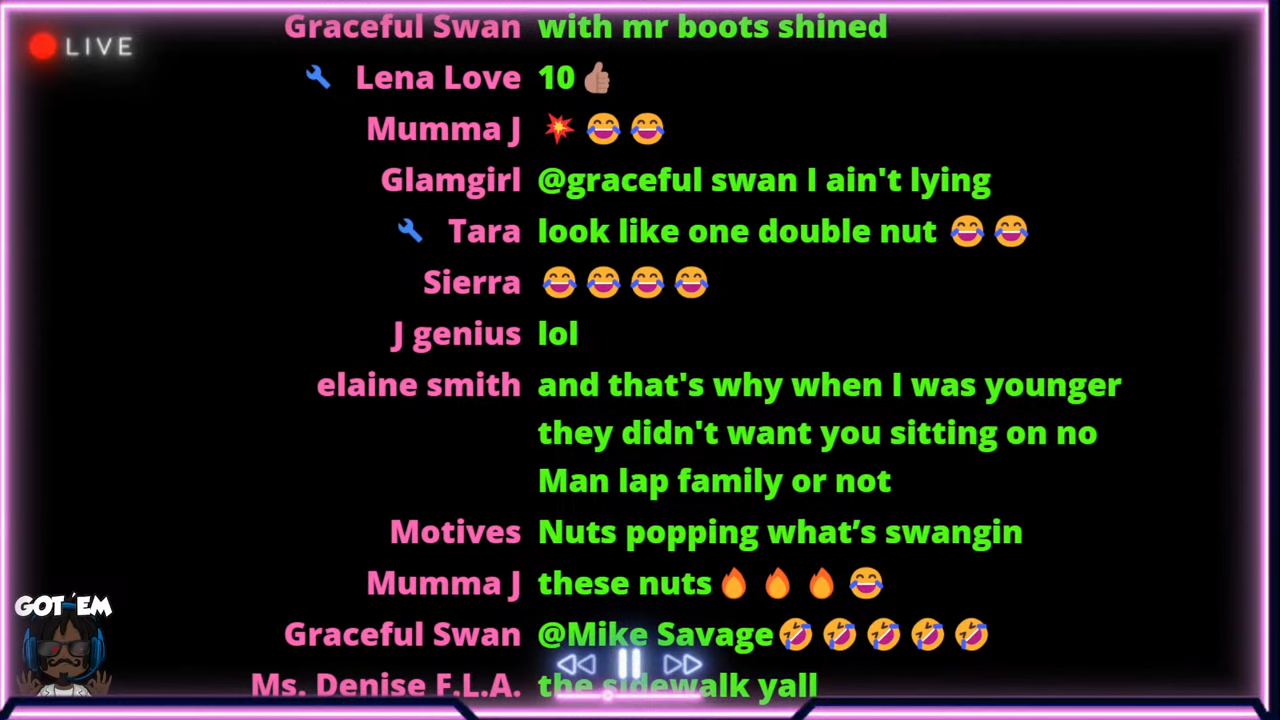 Graceful Swan with mr boots shined
LIVE
Lena Love 10👍🏽
Mumma J 💥😂😂
Glamgirl @graceful swan I ain't lying
Tara look like one double nut 😂😂
Sierra 😂😂😂😂
J genius lol
elaine smith and that's why when I was younger
they didn't want you sitting on no
Man lap family or not
Motives Nuts popping what’s swangin
Mumma J these nuts🔥🔥🔥😂
GOT 'EM
Graceful Swan @Mike Savage🤣🤣🤣🤣🤣
Ms. Denise F.L.A. the sidewalk yall